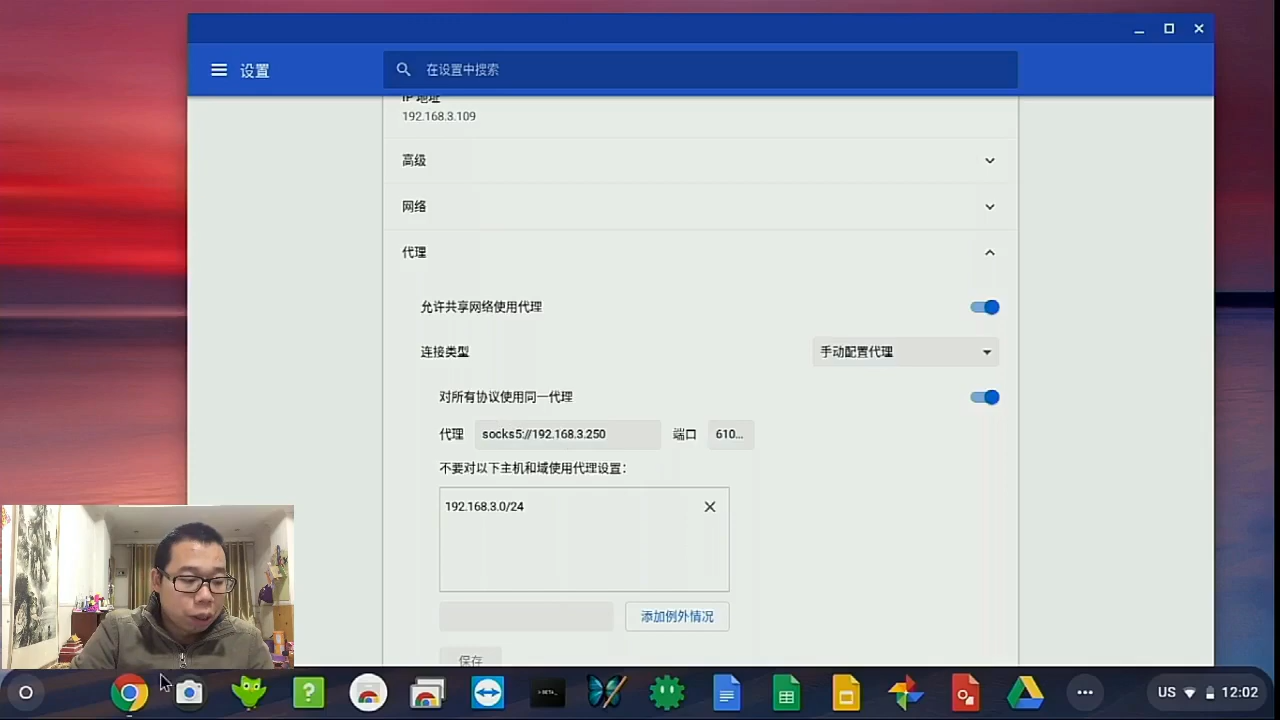 设置
在设置中搜索
IP 地址
192.168.3.109
高级
网络
代理
允许共享网络使用代理
连接类型
手动配置代理
对所有协议使用同一代理
代理
socks5://192.168.3.250
端口
610...
不要对以下主机和域使用代理设置：
192.168.3.0/24
添加例外情况
保存
>BETA_
US
12:02